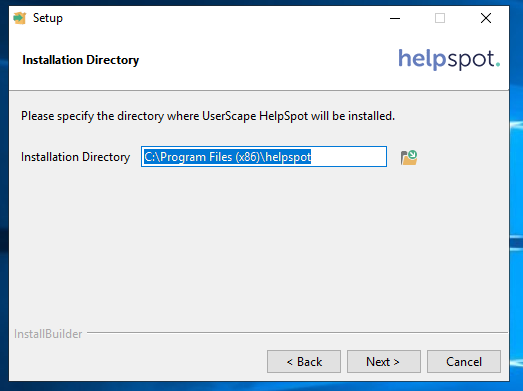 Setup
Installation Directory
helpspot.
Please specify the directory where UserScape HelpSpot will be installed.
Installation Directory C:\Program Files (x86)\helpspot
InstallBuilder
< Back Next > Cancel